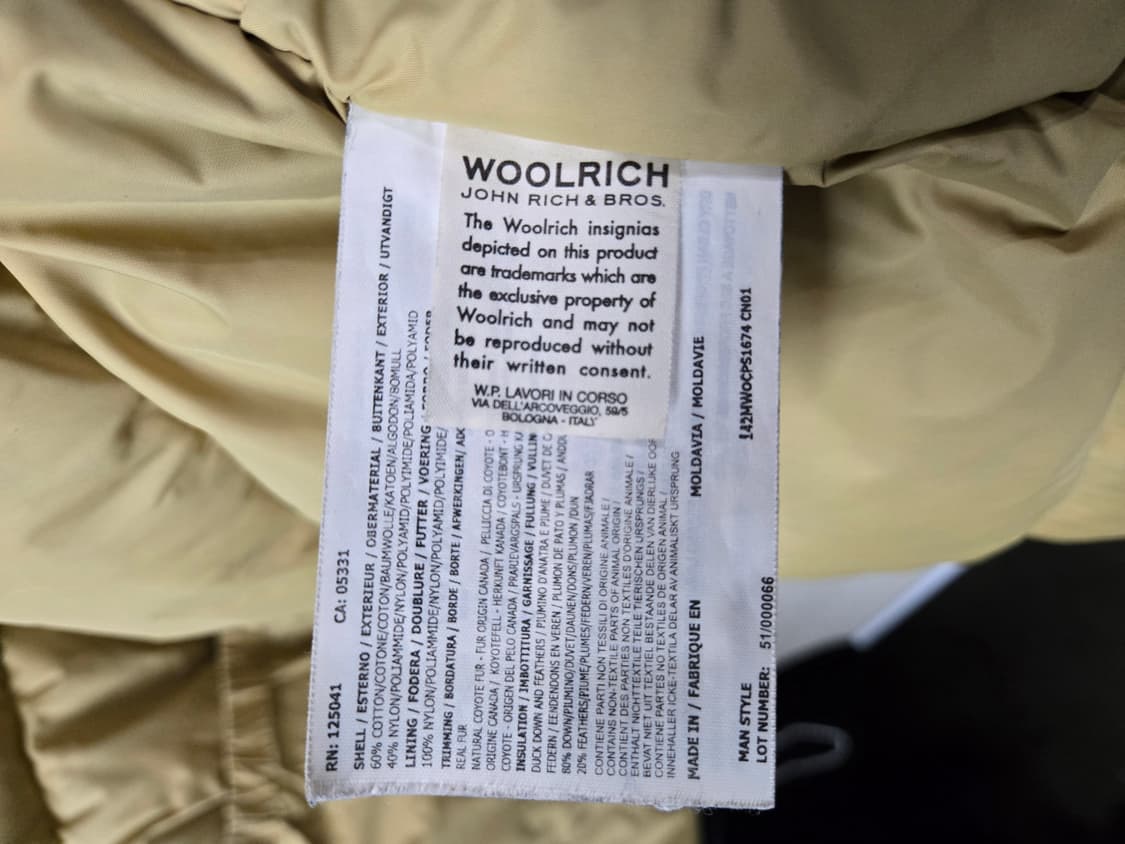 WOOLRICH
JOHN RICH & BROS.
The Woolrich insignias
depicted on this product
are trademarks which are
the exclusive property of
Woolrich and may not
be reproduced without
their written consent.
W.P. LAVORI IN CORSO
VIA DELL'ARCOVEGGIO, 59/5
BOLOGNA - ITALY
RN: 125041 CA: 05331
SHELL / ESTERNO / EXTERIEUR / OBERMATERIAL / BUITENKANT / EXTERIOR / UTVANDIGT
60% COTTON/COTONE/COTON/BAUMWOLLE/KATOEN/ALGODON/BOMULL
40% NYLON/POLIAMMIDE/NYLON/POLYAMID/POLYIMIDE/POLIAMIDA/POLYAMID
LINING / FODERA / DOUBLURE / FUTTER / VOERING FORRO / FODER
100% NYLON/POLIAMMIDE/NYLON/POLYAMID/POLYIMIDE/
TRIMMING / BORDATURA / BORDE / BORTE / AFWERKINGEN/
REAL FUR
NATURAL COYOTE FUR - FUR ORIGIN CANADA / PELLICCIA DI COYOTE -
ORIGINE CANADA / KOYOTEFELL - HERKUNFT KANADA / COYOTEBONT -
COYOTE - ORIGEN DEL PELO CANADA / PRARLEVARGSPALS - URSPRUNG
INSULATION / IMBOTTITURA / GARNISSAGE / FULLUNG /
DUCK DOWN AND FEATHERS / PIUMINO D'ANATRA E PIUME / DUVET DE
FEDERN / EENDENDONS EN VEREN / PLUMON DE PATO Y PLUMAS /
80% DOWN/PIUMINO/DUVET/DAUNEN/DONS/PLUMON/DUN
20% FEATHERS/PIUME/PLUMES/FEDERN/VEREN/PLUMAS/FJADRAR
CONTIENE PARTI NON TESSILI DI ORIGINE ANIMALE /
CONTAINS NON-TEXTILE PARTS OF ANIMAL ORIGIN /
CONTIENT DES PARTIES NON TEXTILES D'ORIGINE ANIMALE /
ENTHALT NICHTTEXTILE TEILE TIERISCHEN URSPRUNGS /
BEVAT NIET UIT TEXTIEL BESTAANDE DELEN VAN DIERLIJKE
CONTIENE PARTES NO TEXTILES DE ORIGEN ANIMAL /
INNEHALLER ICKE-TEXTILA DELAR AV ANIMALISKT URSPRUNG
MADE IN / FABRIQUE EN MOLDAVIA / MOLDAVIE
MAN STYLE 142MWOCPS1674 CN01
LOT NUMBER: 51/000066